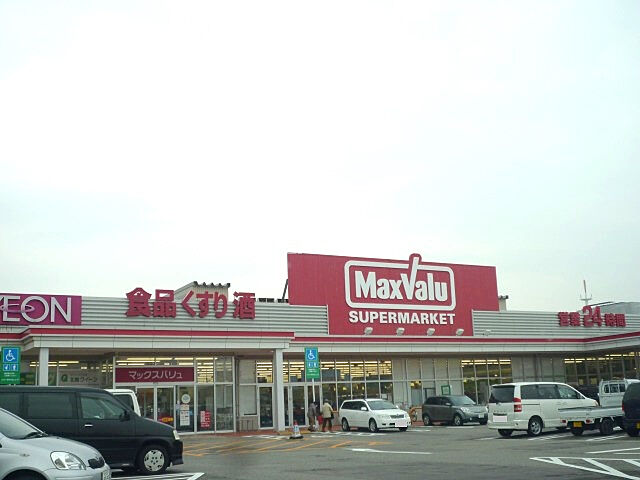 ÆON
食品 くすり 酒
MaxValu
SUPERMARKET
営業24時間
マックスバリュ